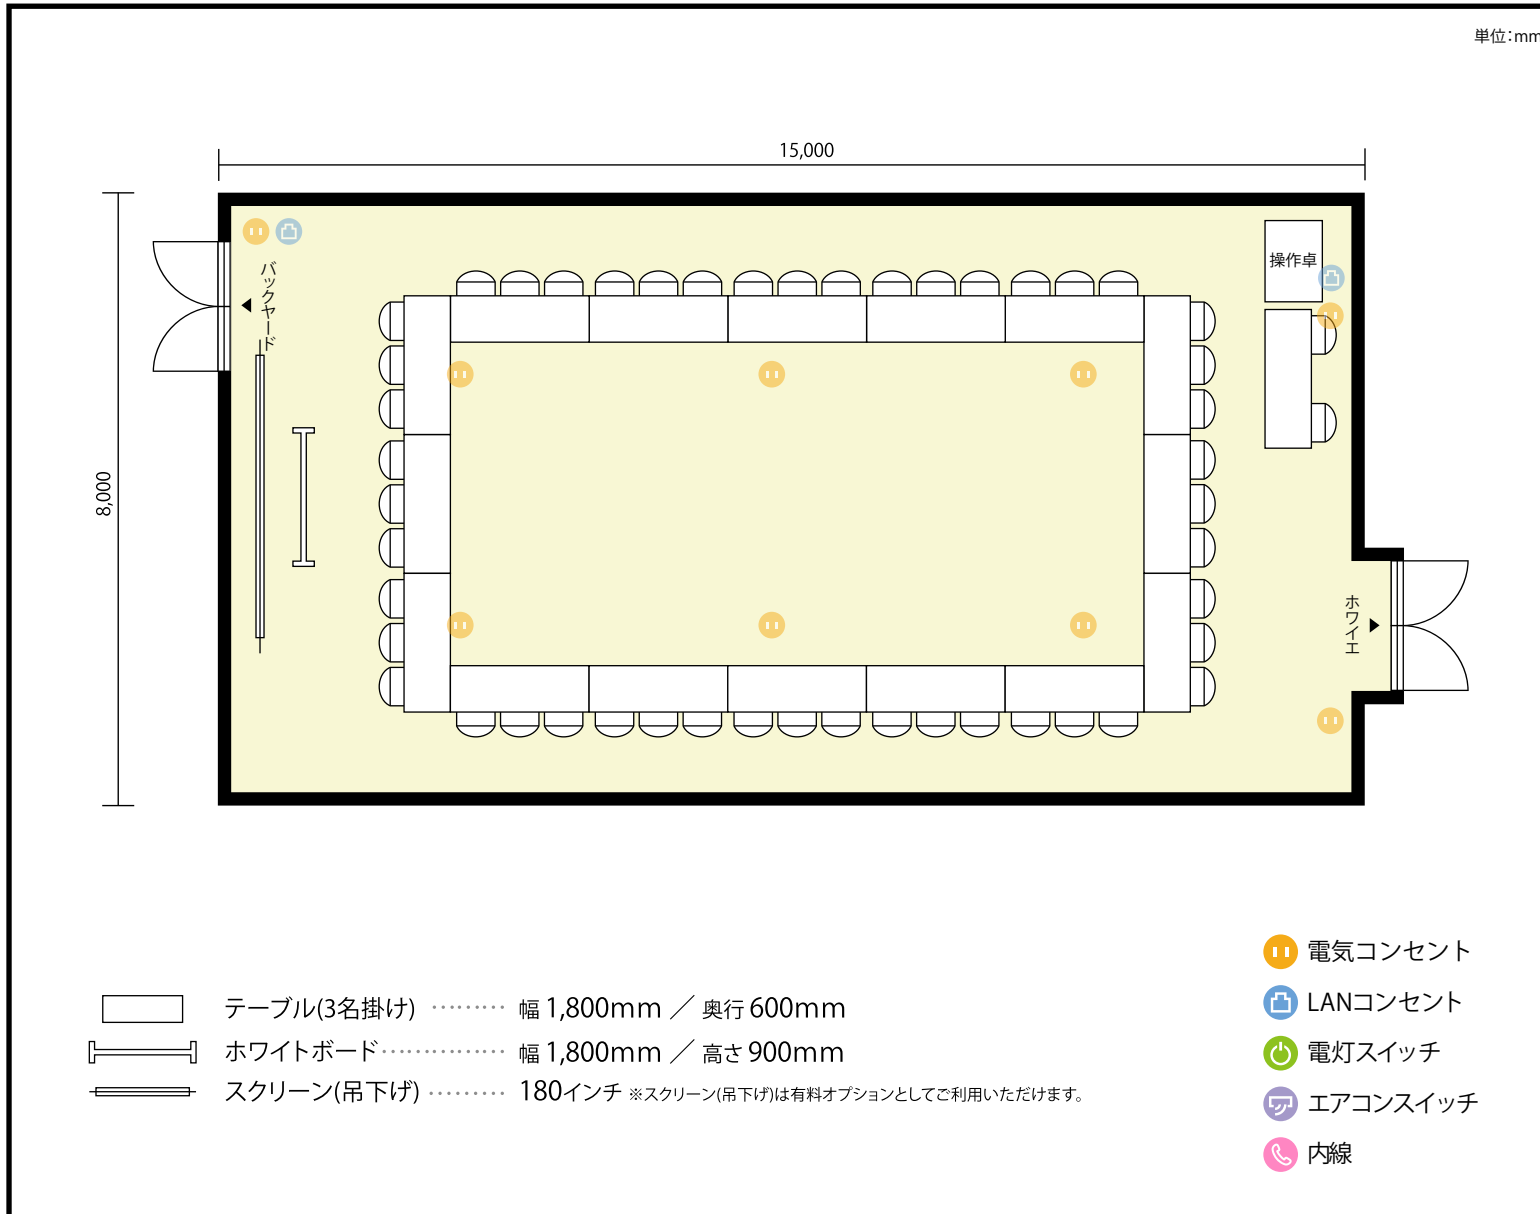 単位：mm
15,000
8,000
バックヤード
操作卓
ホワイエ
テーブル(3名掛け) ········· 幅 1,800mm ／ 奥行 600mm
ホワイトボード ··············· 幅 1,800mm ／ 高さ 900mm
スクリーン(吊下げ) ········· 180インチ ※スクリーン(吊下げ)は有料オプションとしてご利用いただけます。
電気コンセント
LANコンセント
電灯スイッチ
エアコンスイッチ
内線